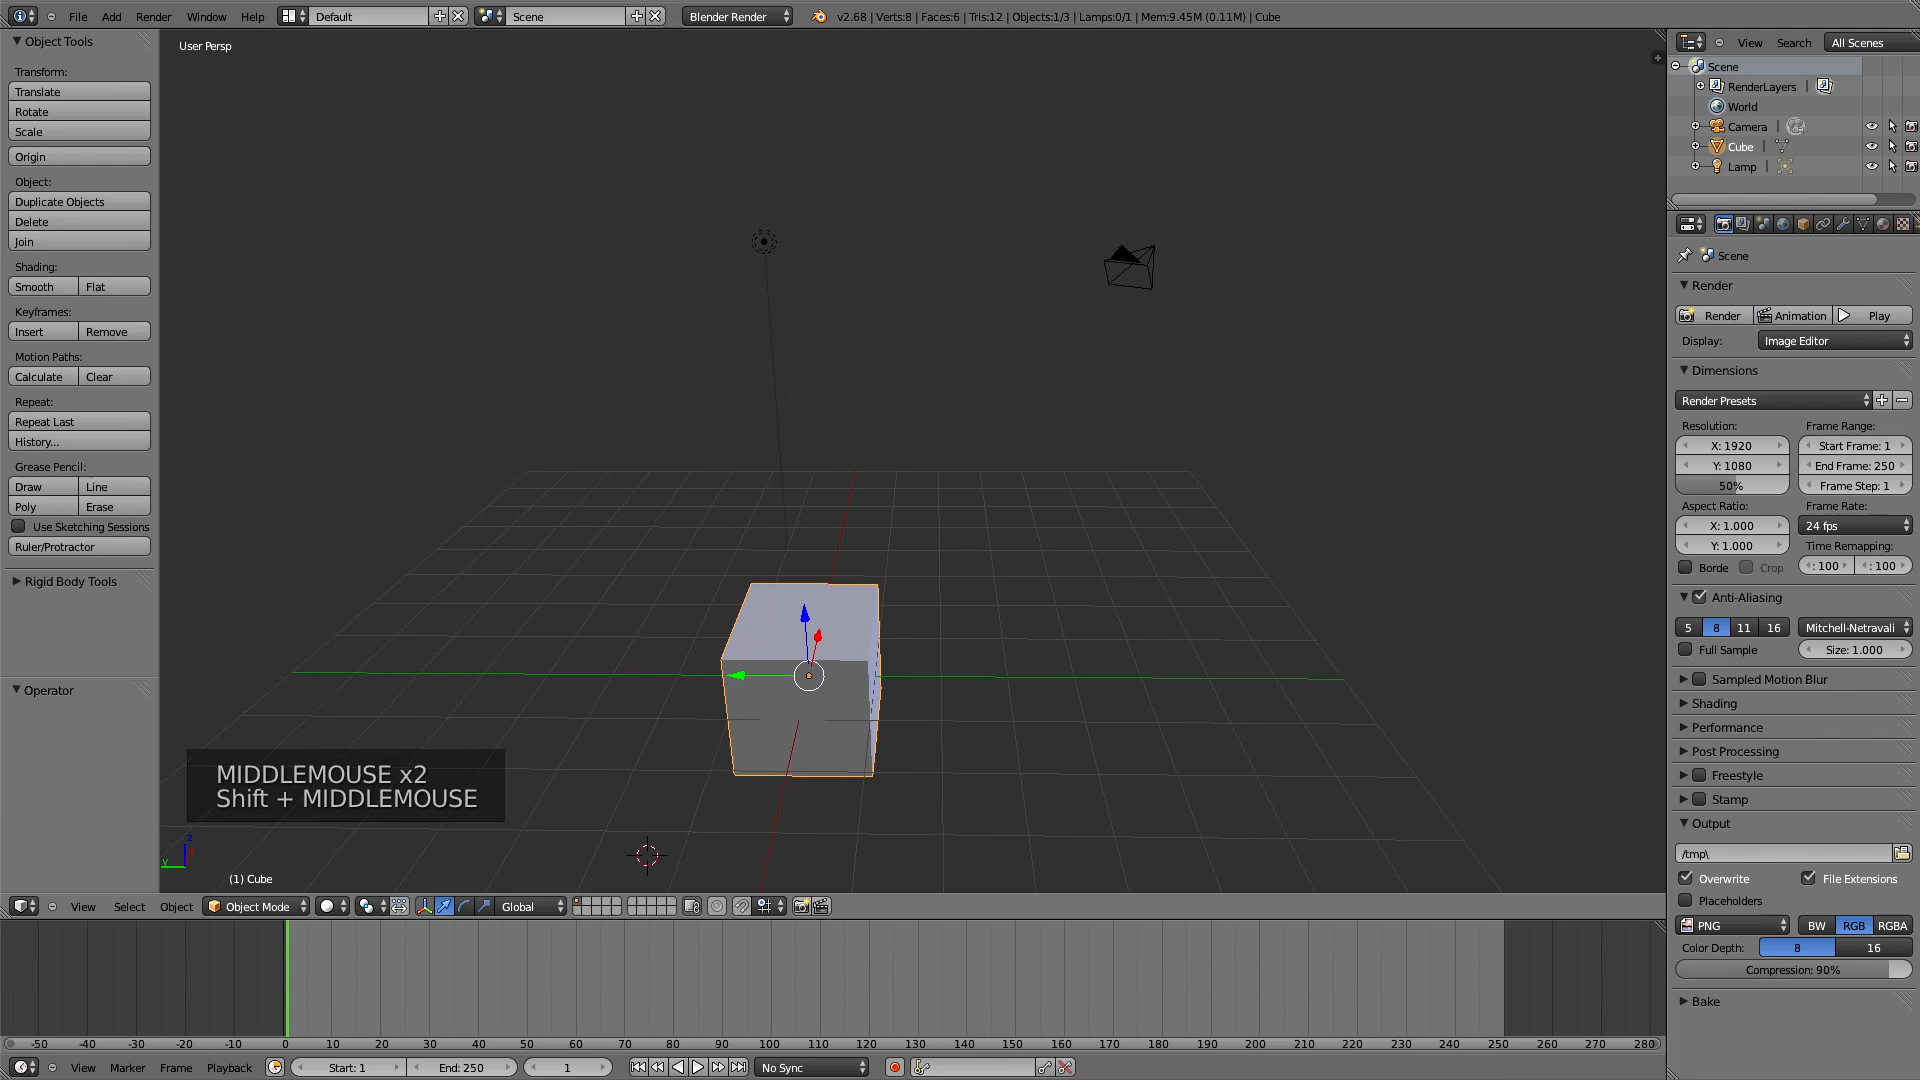 File Add Render Window Help Default Scene Blender Render v2.68 | Verts:8 | Faces:6 | Tris:12 | Objects:1/3 | Lamps:0/1 | Mem:9.45M (0.11M) | Cube
Object Tools
Transform:
Translate
Rotate
Scale
Origin
Object:
Duplicate Objects
Delete
Join
Shading:
Smooth Flat
Keyframes:
Insert Remove
Motion Paths:
Calculate Clear
Repeat:
Repeat Last
History...
Grease Pencil:
Draw Line
Poly Erase
Use Sketching Sessions
Ruler/Protractor
Rigid Body Tools
Operator
User Persp
MIDDLEMOUSE x2
Shift + MIDDLEMOUSE
z
y
(1) Cube
View Select Object Object Mode Global
View Search All Scenes
Scene
RenderLayers |
World
Camera |
Cube |
Lamp |
Scene
Render
Render Animation Play
Display: Image Editor
Dimensions
Render Presets
Resolution: Frame Range:
X: 1920 Start Frame: 1
Y: 1080 End Frame: 250
50% Frame Step: 1
Aspect Ratio: Frame Rate:
X: 1.000 24 fps
Y: 1.000 Time Remapping:
Borde Crop : 100 : 100
Anti-Aliasing
5 8 11 16 Mitchell-Netravali
Full Sample Size: 1.000
Sampled Motion Blur
Shading
Performance
Post Processing
Freestyle
Stamp
Output
/tmp\
Overwrite File Extensions
Placeholders
PNG BW RGB RGBA
Color Depth: 8 16
Compression: 90%
Bake
-50 -40 -30 -20 -10 0 10 20 30 40 50 60 70 80 90 100 110 120 130 140 150 160 170 180 190 200 210 220 230 240 250 260 270 280
View Marker Frame Playback Start: 1 End: 250 1 No Sync